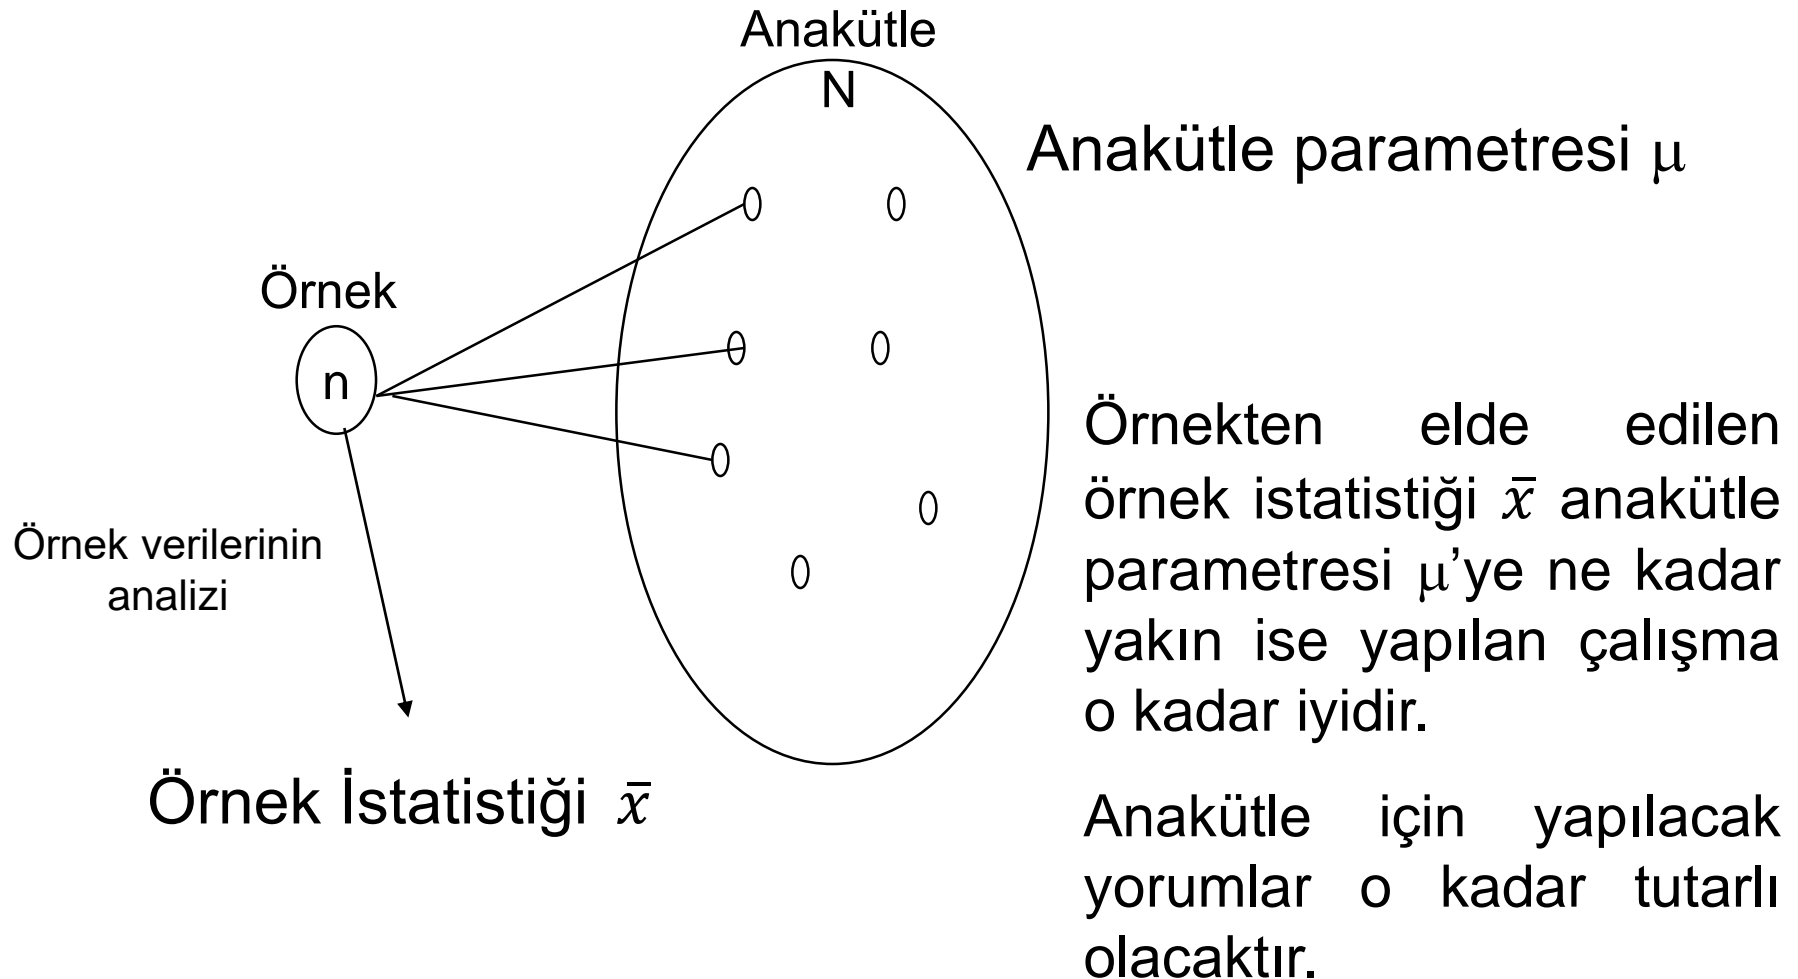 Anakütle
N
Anakütle parametresi μ
Örnek
n
Örnek verilerinin
analizi
Örnek İstatistiği x̄
Örnekten elde edilen
örnek istatistiği x̄ anakütle
parametresi μ’ye ne kadar
yakın ise yapılan çalışma
o kadar iyidir.
Anakütle için yapılacak
yorumlar o kadar tutarlı
olacaktır.